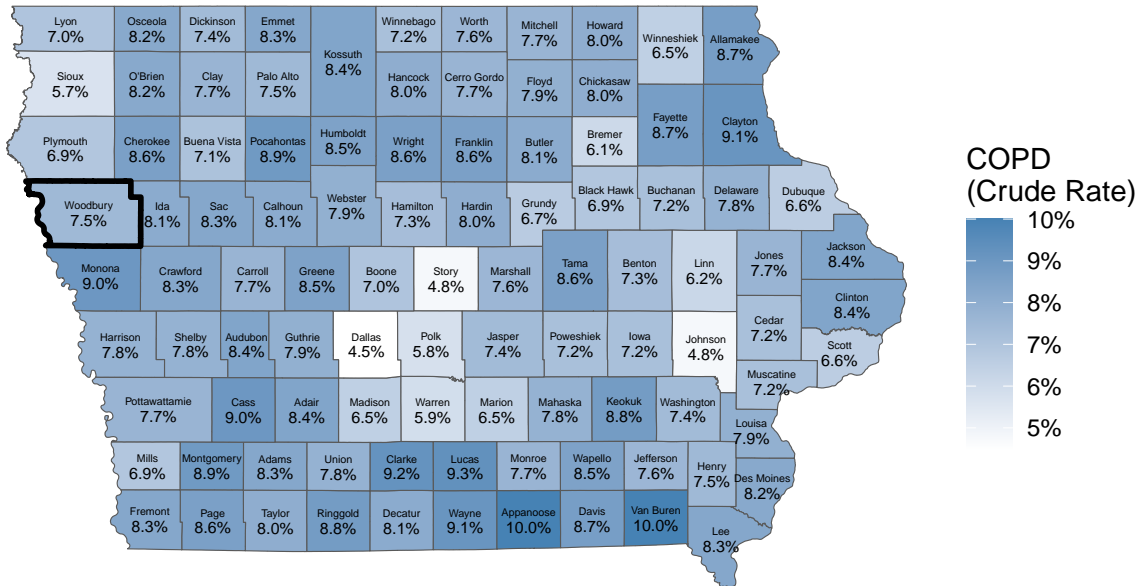 Lyon
7.0%
Osceola
8.2%
Dickinson
7.4%
Emmet
8.3%
Kossuth
8.4%
Winnebago
7.2%
Worth
7.6%
Mitchell
7.7%
Howard
8.0%
Winneshiek
6.5%
Allamakee
8.7%
Sioux
5.7%
O'Brien
8.2%
Clay
7.7%
Palo Alto
7.5%
Hancock
8.0%
Cerro Gordo
7.7%
Floyd
7.9%
Chickasaw
8.0%
Plymouth
6.9%
Cherokee
8.6%
Buena Vista
7.1%
Pocahontas
8.9%
Humboldt
8.5%
Wright
8.6%
Franklin
8.6%
Butler
8.1%
Bremer
6.1%
Fayette
8.7%
Clayton
9.1%
Woodbury
7.5%
Ida
8.1%
Sac
8.3%
Calhoun
8.1%
Webster
7.9%
Hamilton
7.3%
Hardin
8.0%
Grundy
6.7%
Black Hawk
6.9%
Buchanan
7.2%
Delaware
7.8%
Dubuque
6.6%
Monona
9.0%
Crawford
8.3%
Carroll
7.7%
Greene
8.5%
Boone
7.0%
Story
4.8%
Marshall
7.6%
Tama
8.6%
Benton
7.3%
Linn
6.2%
Jones
7.7%
Jackson
8.4%
Clinton
8.4%
Harrison
7.8%
Shelby
7.8%
Audubon
8.4%
Guthrie
7.9%
Dallas
4.5%
Polk
5.8%
Jasper
7.4%
Poweshiek
7.2%
Iowa
7.2%
Johnson
4.8%
Cedar
7.2%
Scott
6.6%
Muscatine
7.2%
Pottawattamie
7.7%
Cass
9.0%
Adair
8.4%
Madison
6.5%
Warren
5.9%
Marion
6.5%
Mahaska
7.8%
Keokuk
8.8%
Washington
7.4%
Louisa
7.9%
Mills
6.9%
Montgomery
8.9%
Adams
8.3%
Union
7.8%
Clarke
9.2%
Lucas
9.3%
Monroe
7.7%
Wapello
8.5%
Jefferson
7.6%
Henry
7.5%
Des Moines
8.2%
Fremont
8.3%
Page
8.6%
Taylor
8.0%
Ringgold
8.8%
Decatur
8.1%
Wayne
9.1%
Appanoose
10.0%
Davis
8.7%
Van Buren
10.0%
Lee
8.3%
COPD
(Crude Rate)
10%
9%
8%
7%
6%
5%